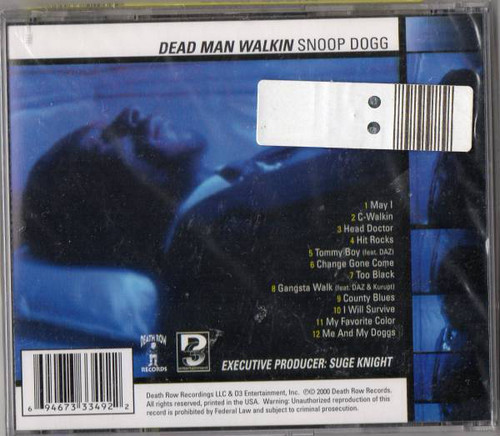 DEAD MAN WALKIN SNOOP DOGG
1 May I
2 C-Walkin
3 Head Doctor
4 Hit Rocks
5 Tommy Boy (feat. DAZ)
6 Change Gone Come
7 Too Black
8 Gangsta Walk (feat. DAZ & Kurupt)
9 County Blues
10 I Will Survive
11 My Favorite Color
12 Me And My Doggs
DEATH ROW
RECORDS
EXECUTIVE PRODUCER: SUGE KNIGHT
Death Row Recordings LLC & D3 Entertainment, Inc. ℗© 2000 Death Row Records.
All rights reserved, printed in the USA. Warning: Unauthorized reproduction of this
record is prohibited by Federal Law and subject to criminal prosecution.
6 94673 33492 2